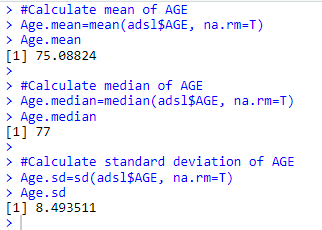 > #Calculate mean of AGE
> Age.mean=mean(adsl$AGE, na.rm=T)
> Age.mean
[1] 75.08824
>
> #Calculate median of AGE
> Age.median=median(adsl$AGE, na.rm=T)
> Age.median
[1] 77
>
> #Calculate standard deviation of AGE
> Age.sd=sd(adsl$AGE, na.rm=T)
> Age.sd
[1] 8.493511
>